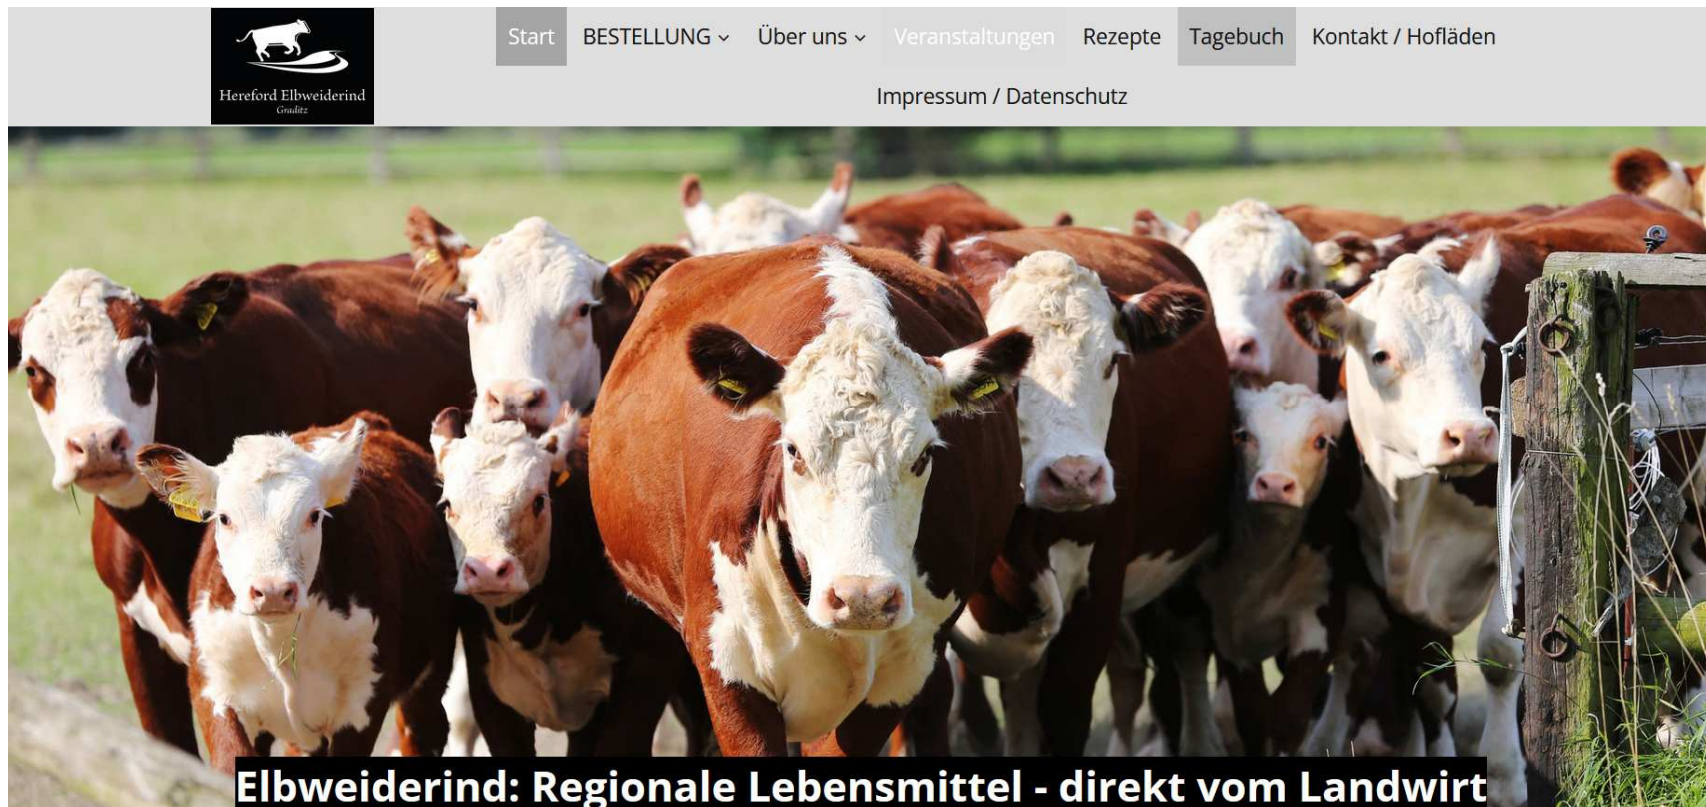 Hereford Elbweiderind
Graditz
Start BESTELLUNG Über uns Veranstaltungen Rezepte Tagebuch Kontakt / Hofläden
Impressum / Datenschutz
Elbweiderind: Regionale Lebensmittel - direkt vom Landwirt